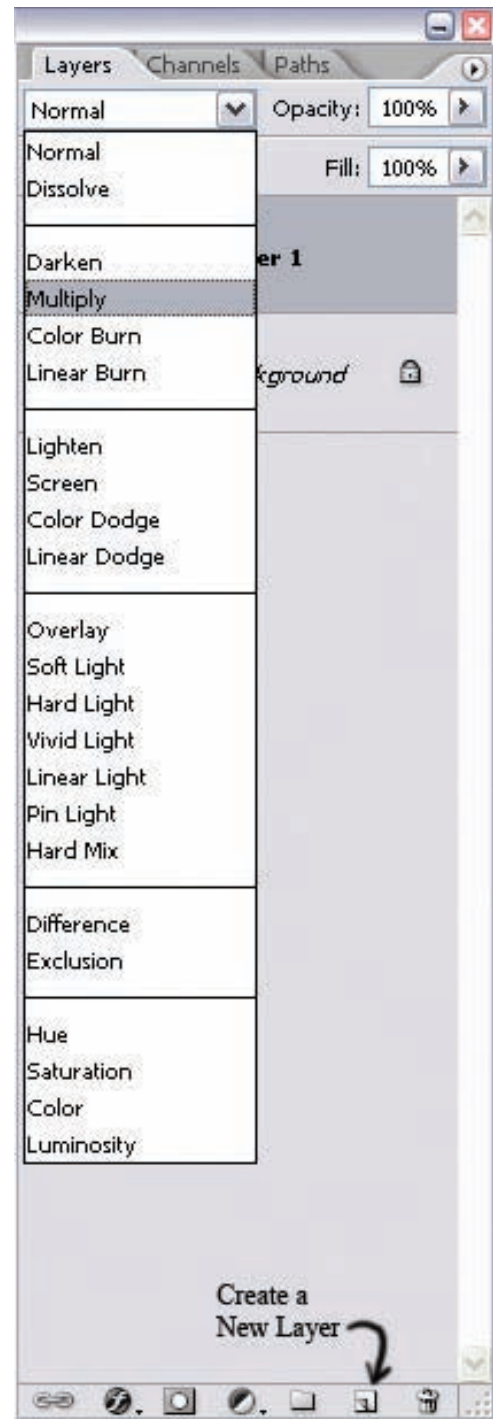 Layers Channels Paths
Normal Opacity: 100%
Normal Fill: 100%
Dissolve
Darken er 1
Multiply
Color Burn
Linear Burn kground
Lighten
Screen
Color Dodge
Linear Dodge
Overlay
Soft Light
Hard Light
Vivid Light
Linear Light
Pin Light
Hard Mix
Difference
Exclusion
Hue
Saturation
Color
Luminosity
Create a
New Layer